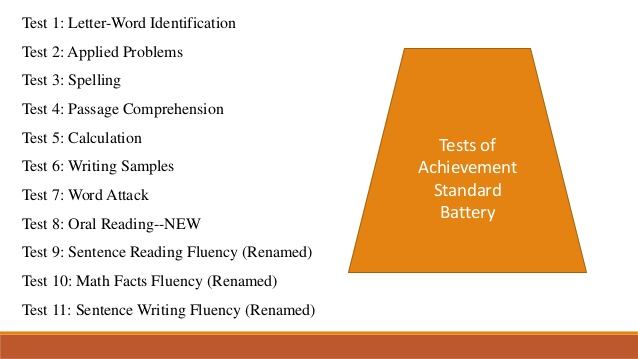 Test 1: Letter-Word Identification
Test 2: Applied Problems
Test 3: Spelling
Test 4: Passage Comprehension
Test 5: Calculation
Test 6: Writing Samples
Test 7: Word Attack
Test 8: Oral Reading--NEW
Test 9: Sentence Reading Fluency (Renamed)
Test 10: Math Facts Fluency (Renamed)
Test 11: Sentence Writing Fluency (Renamed)
Tests of
Achievement
Standard
Battery